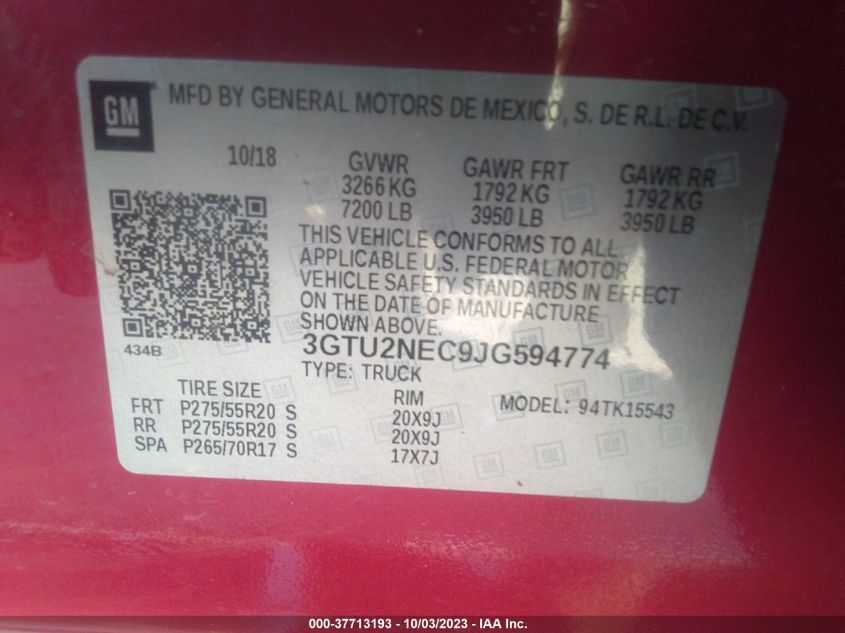 GM
MFD BY GENERAL MOTORS DE MEXICO, S. DE R.L. DE C.V.
10/18 GVWR GAWR FRT GAWR RR
3266 KG 1792 KG 1792 KG
7200 LB 3950 LB 3950 LB
THIS VEHICLE CONFORMS TO ALL
APPLICABLE U.S. FEDERAL MOTOR
VEHICLE SAFETY STANDARDS IN EFFECT
ON THE DATE OF MANUFACTURE
SHOWN ABOVE.
434B
3GTU2NEC9JG594774
TYPE: TRUCK
TIRE SIZE RIM MODEL: 94TK15543
FRT P275/55R20 S 20X9J
RR P275/55R20 S 20X9J
SPA P265/70R17 S 17X7J
000-37713193 - 10/03/2023 - IAA Inc.